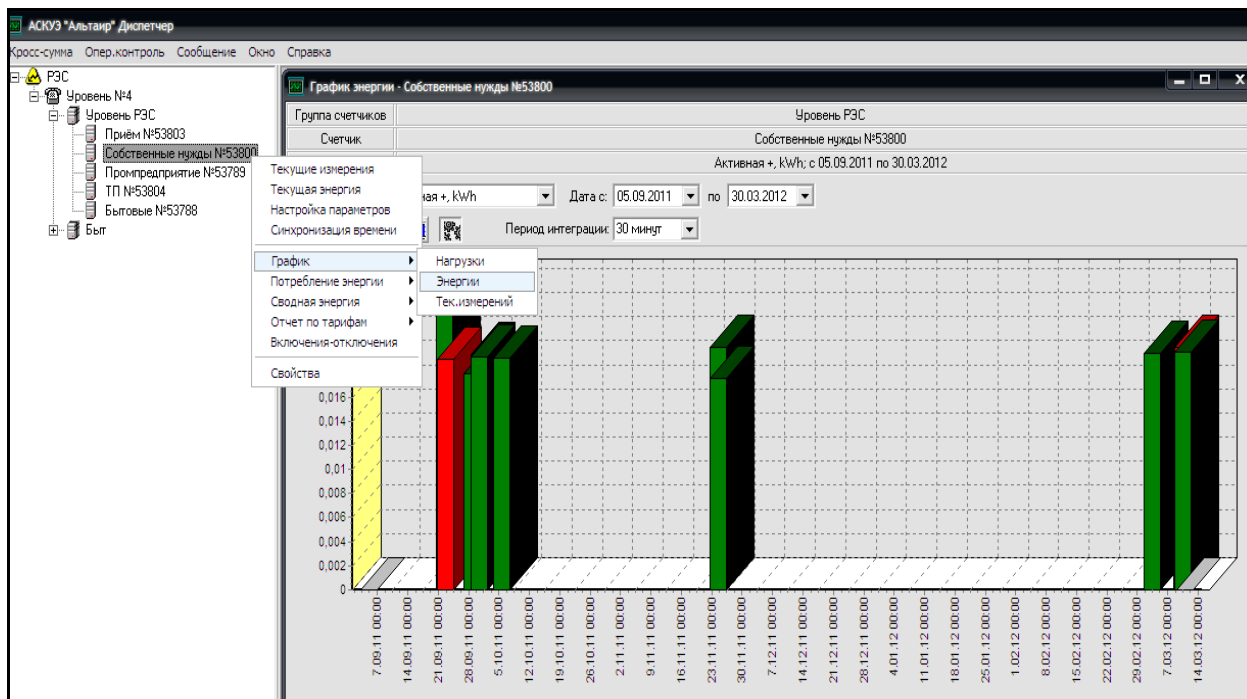 АСКУЭ "Альтаир" Диспетчер
Кросс-сумма Опер.контроль Сообщение Окно Справка
РЭС
Уровень №4
Уровень РЭС
Приём №53803
Собственные нужды №53800
Промпредприятие №53789
ТП №53804
Бытовые №53788
Быт
График энергии - Собственные нужды №53800
Группа счетчиков Уровень РЭС
Счетчик Собственные нужды №53800
Активная +, kWh; с 05.09.2011 по 30.03.2012
ная +, kWh Дата с: 05.09.2011 по 30.03.2012
Период интеграции: 30 минут
Текущие измерения
Текущая энергия
Настройка параметров
Синхронизация времени
График
Потребление энергии
Сводная энергия
Отчет по тарифам
Включения-отключения
Свойства
Нагрузки
Энергии
Тек.измерений
0,016
0,014
0,012
0,01
0,008
0,006
0,004
0,002
0
7.09.11 00:00
14.09.11 00:00
21.09.11 00:00
28.09.11 00:00
5.10.11 00:00
12.10.11 00:00
19.10.11 00:00
26.10.11 00:00
2.11.11 00:00
9.11.11 00:00
16.11.11 00:00
23.11.11 00:00
30.11.11 00:00
7.12.11 00:00
14.12.11 00:00
21.12.11 00:00
28.12.11 00:00
4.01.12 00:00
11.01.12 00:00
18.01.12 00:00
25.01.12 00:00
1.02.12 00:00
8.02.12 00:00
15.02.12 00:00
22.02.12 00:00
29.02.12 00:00
7.03.12 00:00
14.03.12 00:00